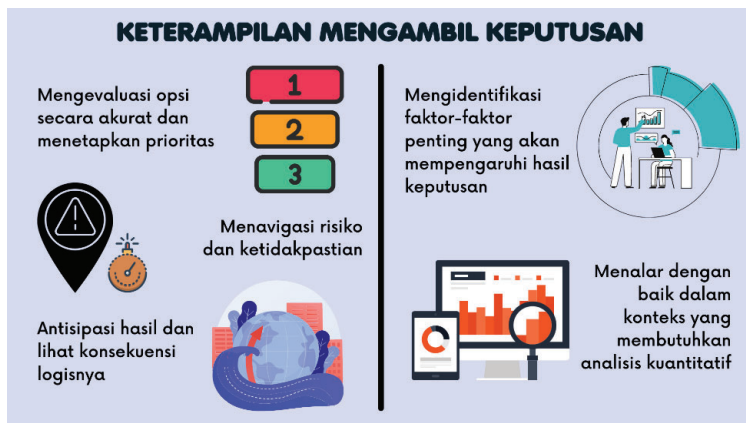 KETERAMPILAN MENGAMBIL KEPUTUSAN
Mengevaluasi opsi
secara akurat dan
menetapkan prioritas
1
2
3
Menavigasi risiko
dan ketidakpastian
Antisipasi hasil dan
lihat konsekuensi
logisnya
Mengidentifikasi
faktor-faktor
penting yang akan
mempengaruhi hasil
keputusan
Menalar dengan
baik dalam
konteks yang
membutuhkan
analisis kuantitatif